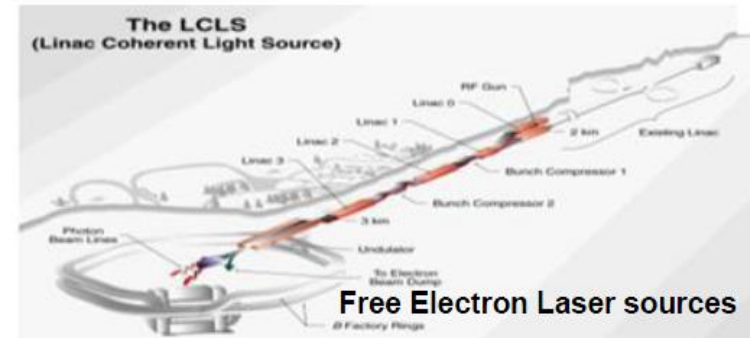 The LCLS
(Linac Coherent Light Source)
RF Gun
Linac 0
Linac 1
2 km
Existing Linac
Linac 2
Linac 3
Bunch Compressor 1
Bunch Compressor 2
3 km
Photon
Beam Lines
Undulator
To Electron
Beam Dump
Free Electron Laser sources
B Factory Rings